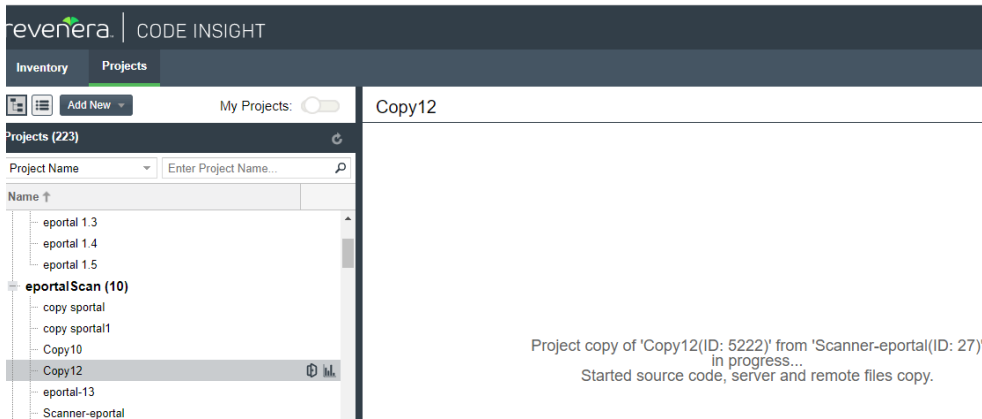 revenera. CODE INSIGHT
Inventory Projects
Add New My Projects:
Copy12
Projects (223)
Project Name Enter Project Name...
Name
eportal 1.3
eportal 1.4
eportal 1.5
eportalScan (10)
copy sportal
copy sportal1
Copy10
Copy12
eportal-13
Scanner-eportal
Project copy of 'Copy12(ID: 5222)' from 'Scanner-eportal(ID: 27)'
in progress...
Started source code, server and remote files copy.